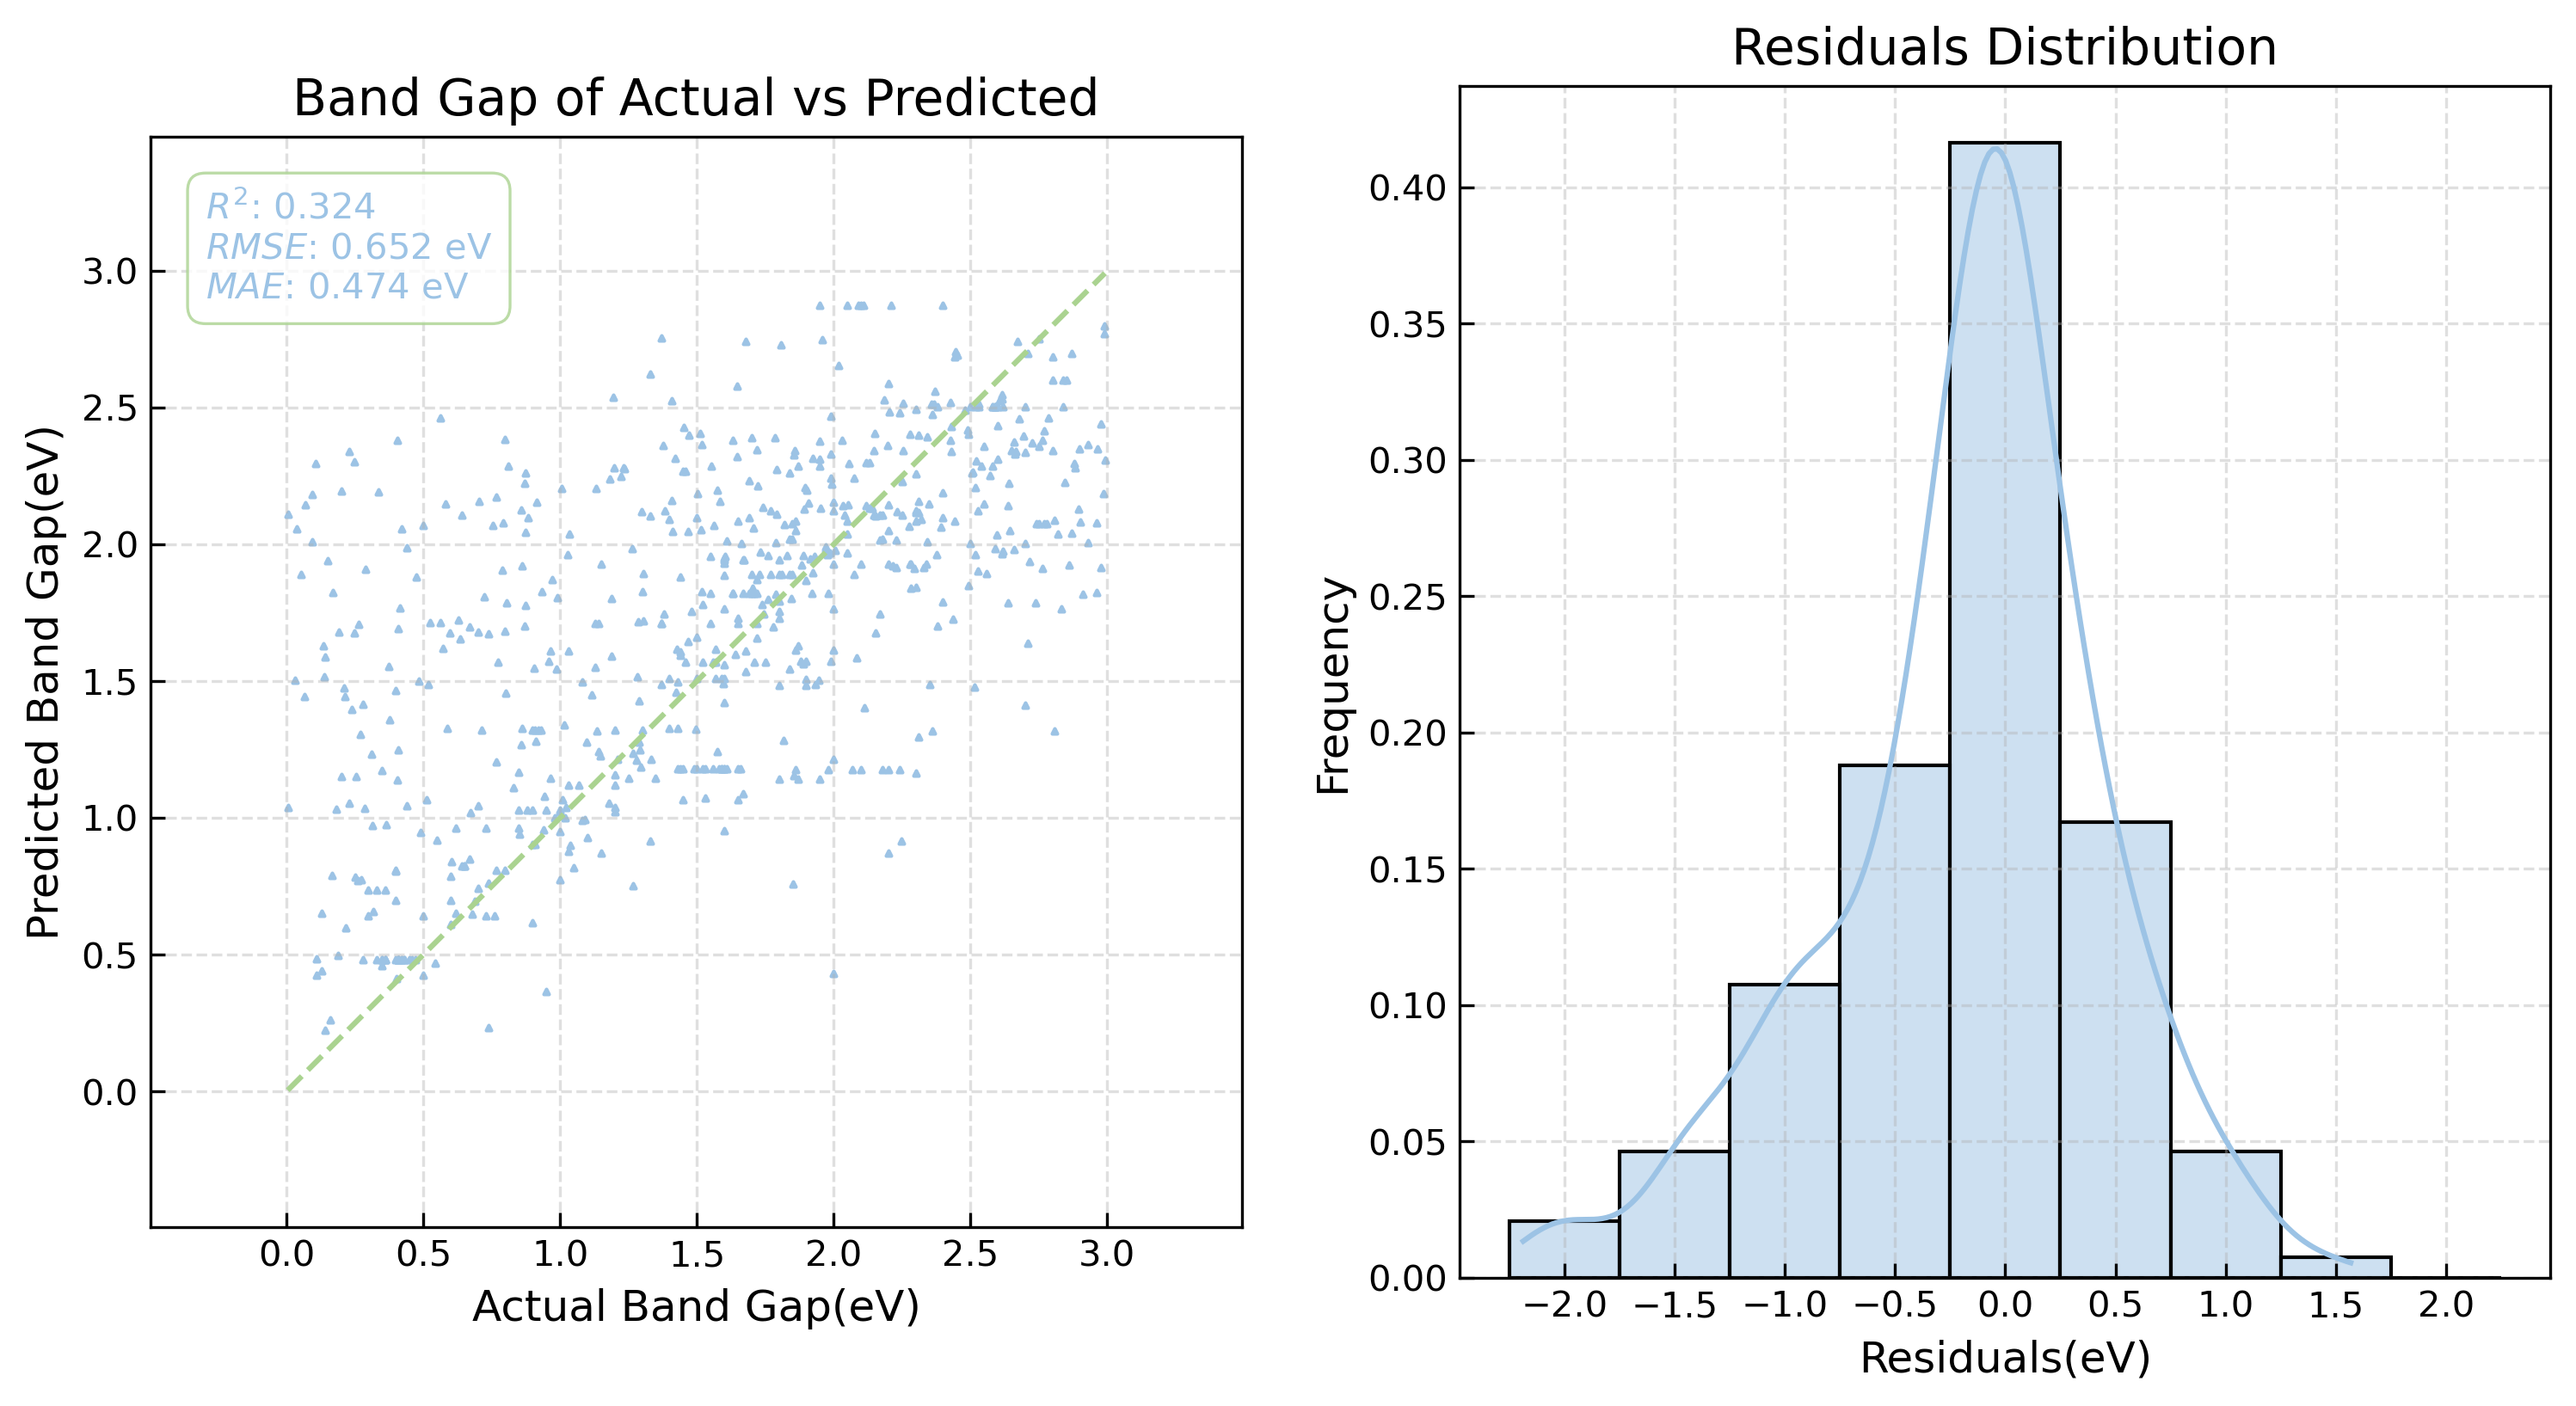 Band Gap of Actual vs Predicted
R²: 0.324
RMSE: 0.652 eV
MAE: 0.474 eV
Predicted Band Gap(eV)
3.0
2.5
2.0
1.5
1.0
0.5
0.0
0.0 0.5 1.0 1.5 2.0 2.5 3.0
Actual Band Gap(eV)
Residuals Distribution
Frequency
0.40
0.35
0.30
0.25
0.20
0.15
0.10
0.05
0.00
−2.0 −1.5 −1.0 −0.5 0.0 0.5 1.0 1.5 2.0
Residuals(eV)